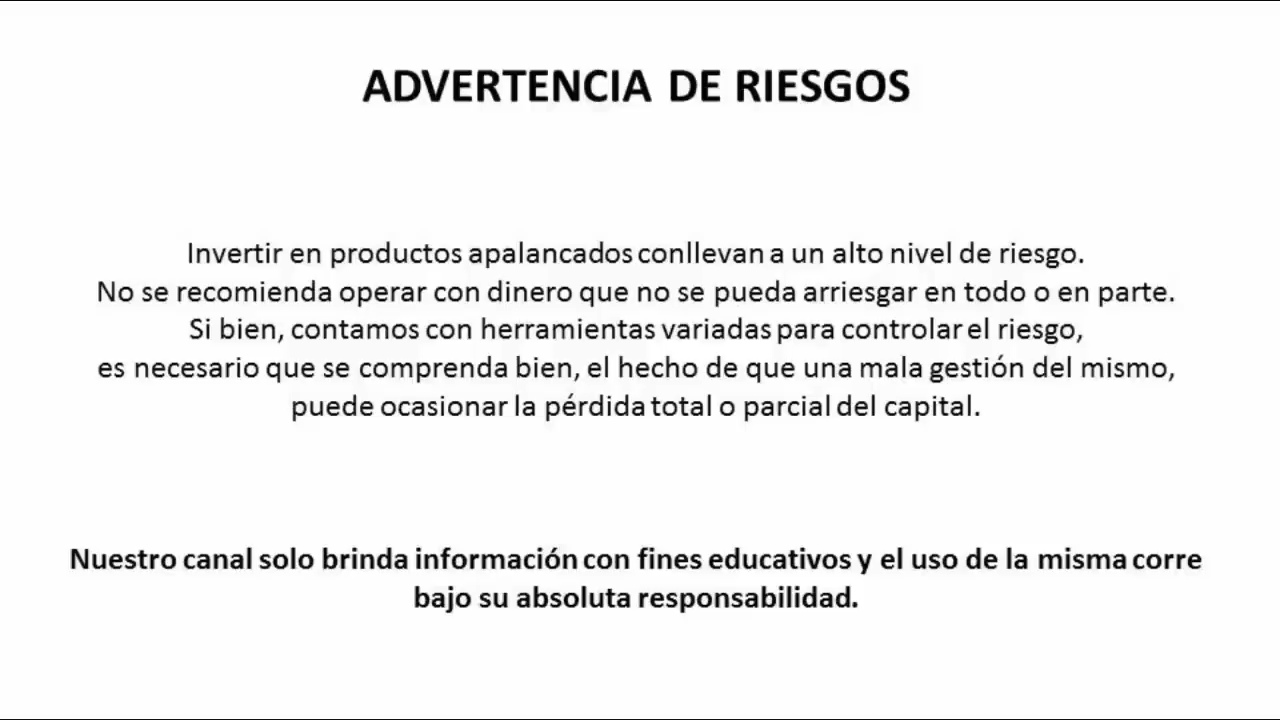 ADVERTENCIA DE RIESGOS
Invertir en productos apalancados conllevan a un alto nivel de riesgo.
No se recomienda operar con dinero que no se pueda arriesgar en todo o en parte.
Si bien, contamos con herramientas variadas para controlar el riesgo,
es necesario que se comprenda bien, el hecho de que una mala gestión del mismo,
puede ocasionar la pérdida total o parcial del capital.
Nuestro canal solo brinda información con fines educativos y el uso de la misma corre
bajo su absoluta responsabilidad.